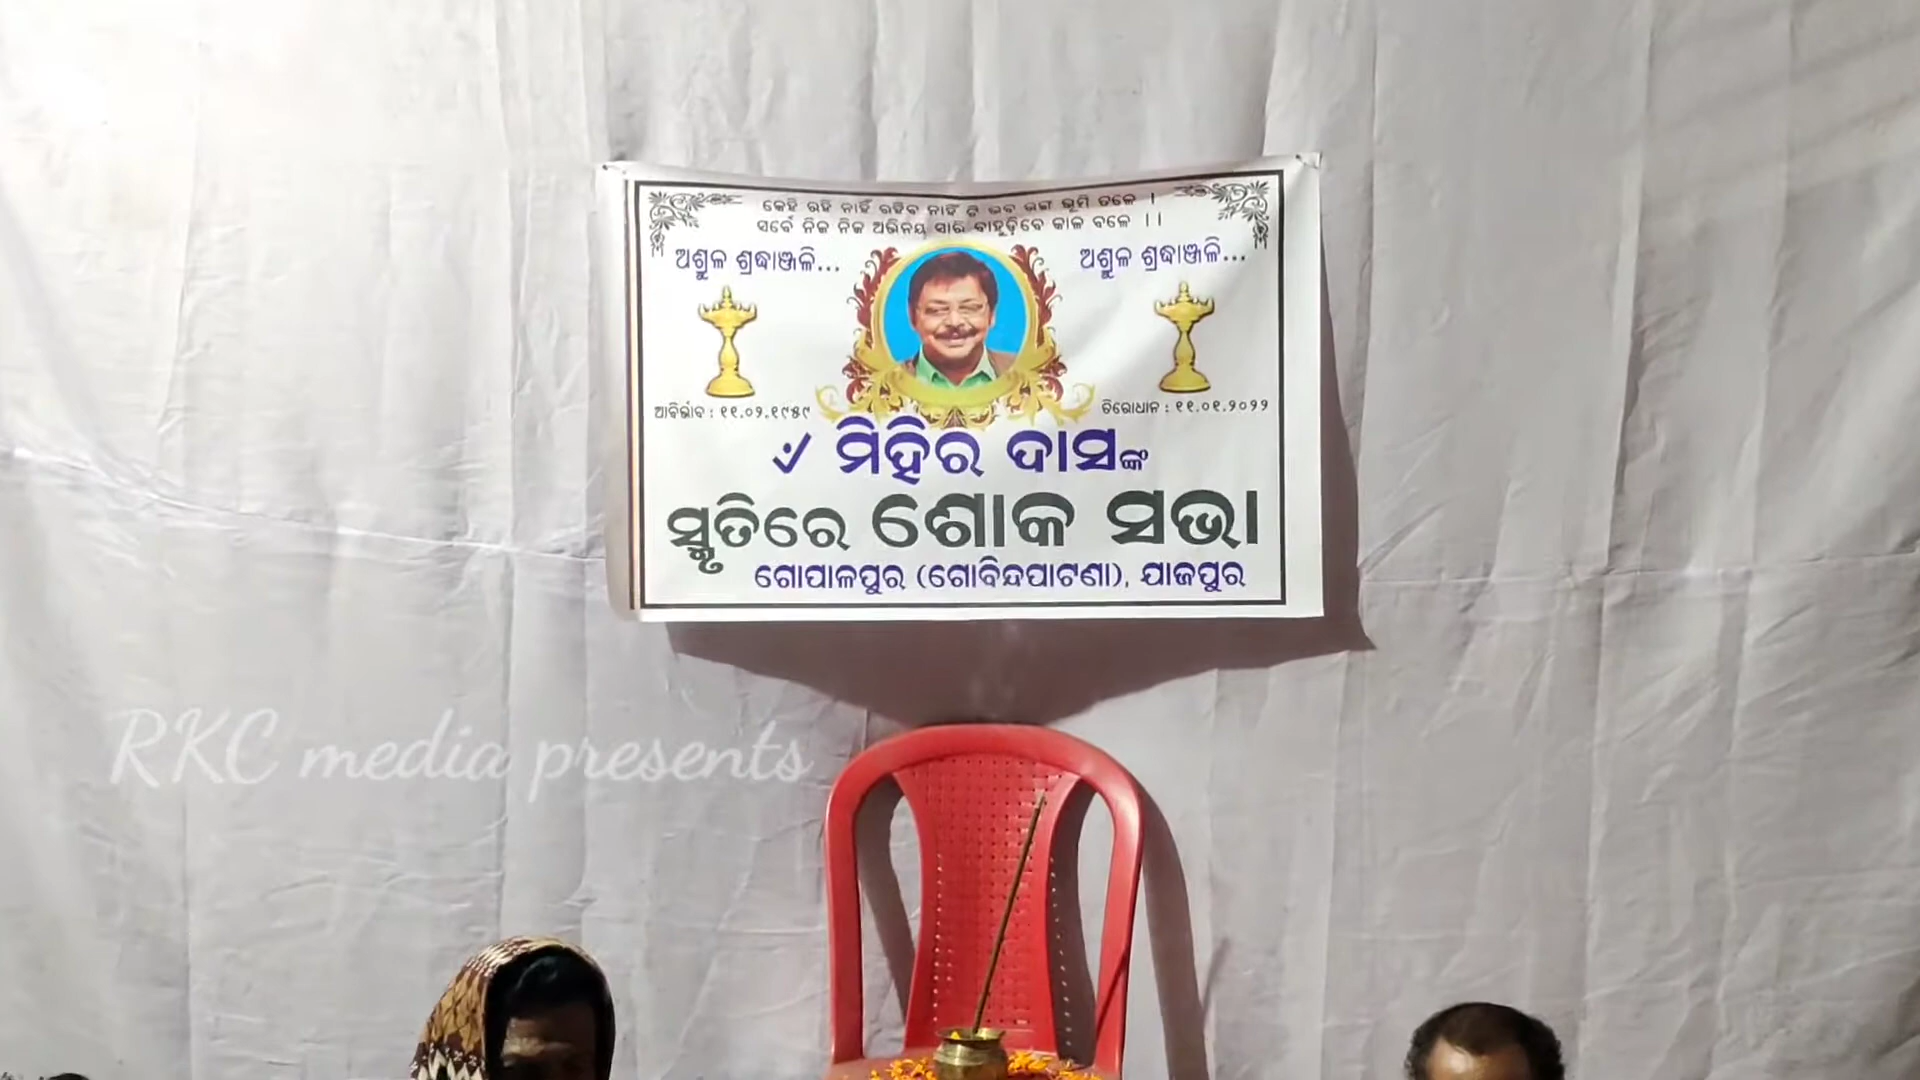 କେହି ରହି ନାହିଁ ରହିବ ନାହିଁ ଟି ଭବ ରଙ୍ଗ ଭୂମି ତଳେ ।
ସର୍ବେ ନିଜ ନିଜ ଅଭିନୟ ସାରି ବାହୁଡ଼ିବେ କାଳ ବଳେ ।।
ଅଶ୍ରୁଳ ଶ୍ରଦ୍ଧାଞ୍ଜଳି...
ଅଶ୍ରୁଳ ଶ୍ରଦ୍ଧାଞ୍ଜଳି...
ଆବିର୍ଭାବ : ୧୧.୦୨.୧୯୫୯
ତିରୋଧାନ : ୧୧.୦୧.୨୦୨୨
ଁ ମିହିର ଦାସଙ୍କ
ସ୍ମୃତିରେ ଶୋକ ସଭା
ଗୋପାଳପୁର (ଗୋବିନ୍ଦପାଟଣା), ଯାଜପୁର
RKC media presents